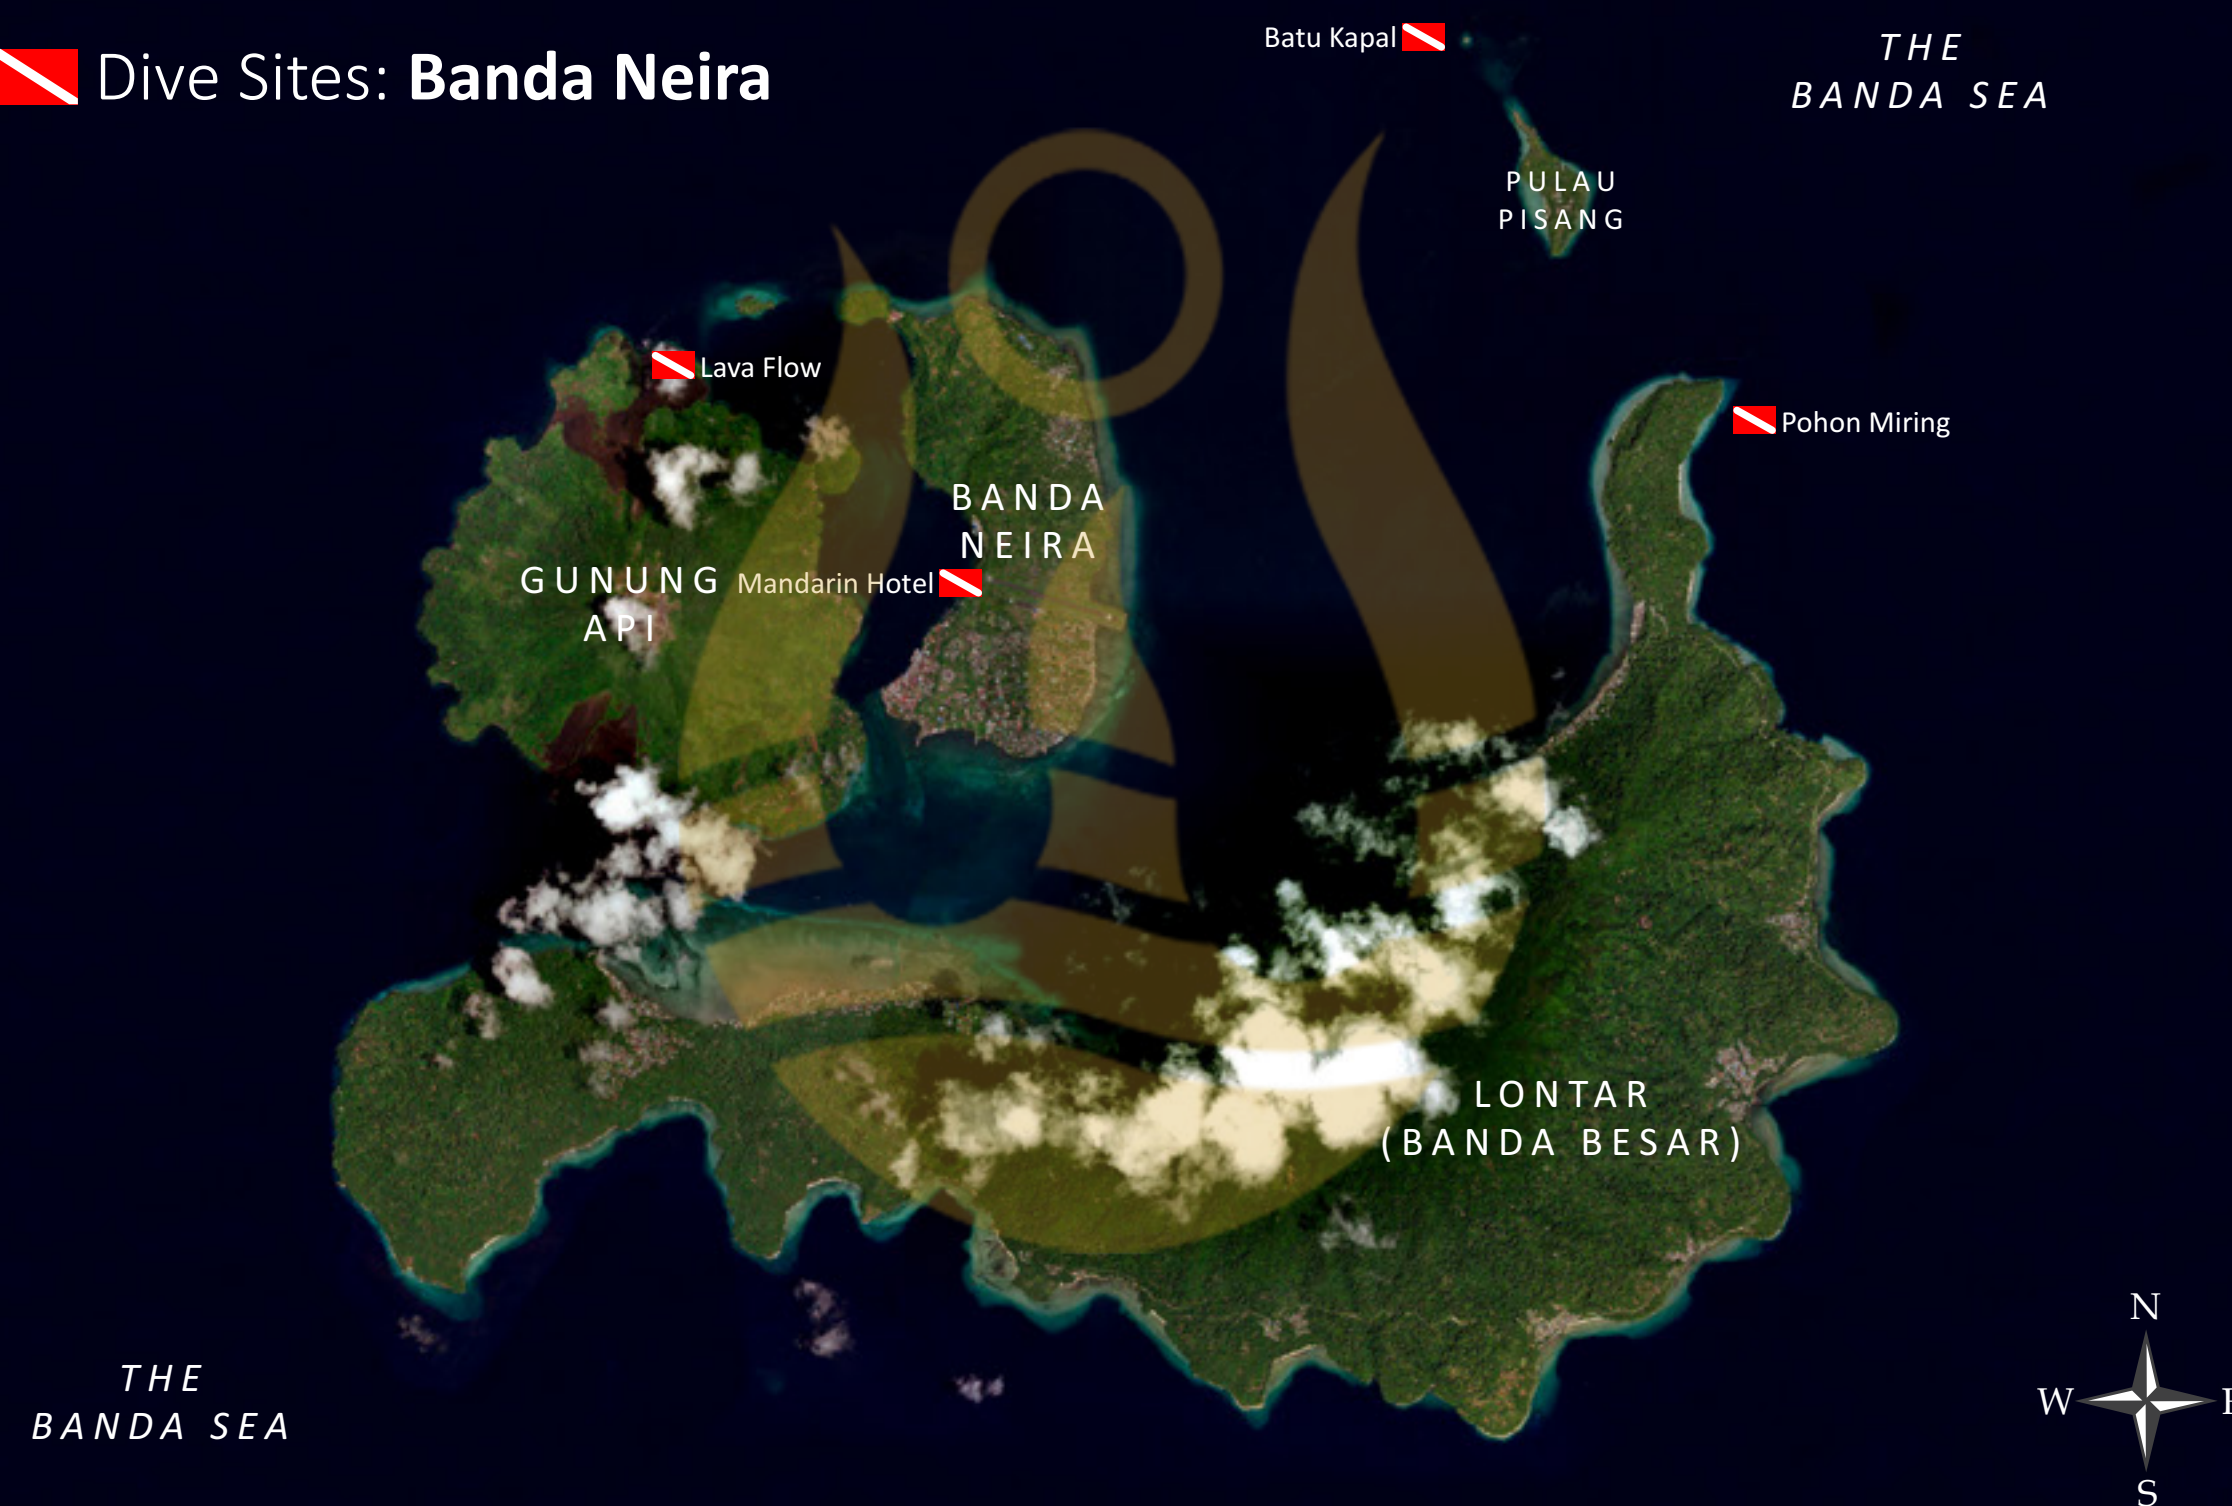 Dive Sites: Banda Neira
Batu Kapal
THE
BANDA SEA
PULAU
PISANG
Lava Flow
Pohon Miring
BANDA
NEIRA
GUNUNG
API
Mandarin Hotel
LONTAR
(BANDA BESAR)
THE
BANDA SEA
N
W E
S